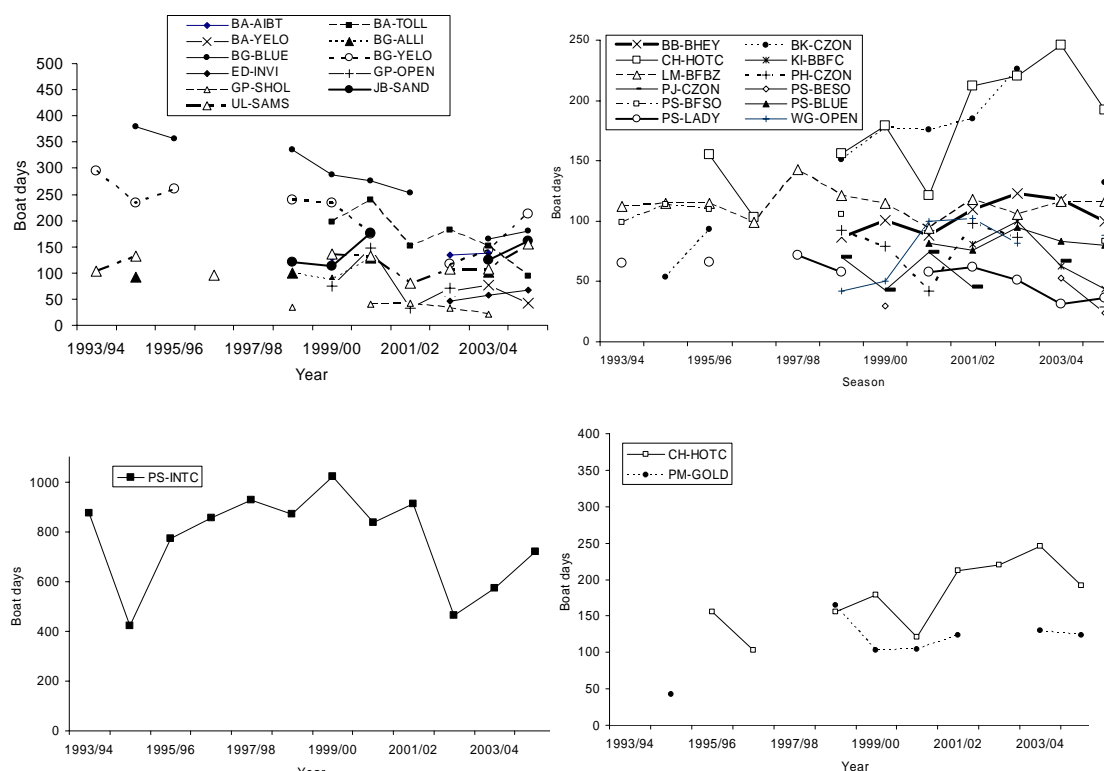 BA-AIBT BA-TOLL
BA-YELO BG-ALLI
BG-BLUE BG-YELO
ED-INVI GP-OPEN
GP-SHOL JB-SAND
UL-SAMS
500
450
400
350
300
250
200
150
100
50
0
Boat days
1993/94 1995/96 1997/98 1999/00 2001/02 2003/04
Year
BB-BHEY BK-CZON
CH-HOTC KI-BBFC
LM-BFBZ PH-CZON
PJ-CZON PS-BESO
PS-BFSO PS-BLUE
PS-LADY WG-OPEN
250
200
150
100
50
0
Boat days
1993/94 1995/96 1997/98 1999/00 2001/02 2003/04
Season
PS-INTC
1000
800
600
400
200
0
Boat days
1993/94 1995/96 1997/98 1999/00 2001/02 2003/04
Year
CH-HOTC
PM-GOLD
400
350
300
250
200
150
100
50
0
Boat days
1993/94 1995/96 1997/98 1999/00 2001/02 2003/04
Year